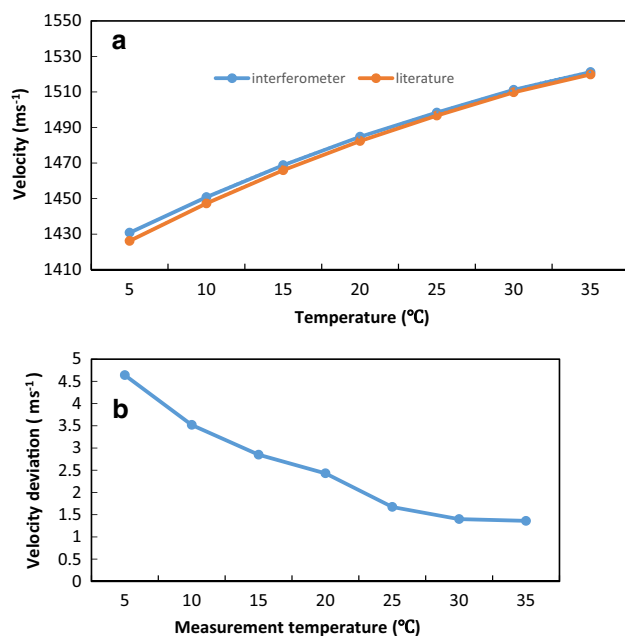 a
interferometer literature
Velocity (ms⁻¹)
1550
1530
1510
1490
1470
1450
1430
1410
5 10 15 20 25 30 35
Temperature (℃)
b
Velocity deviation ( ms⁻¹)
5
4.5
4
3.5
3
2.5
2
1.5
1
0.5
0
5 10 15 20 25 30 35
Measurement temperature (℃)